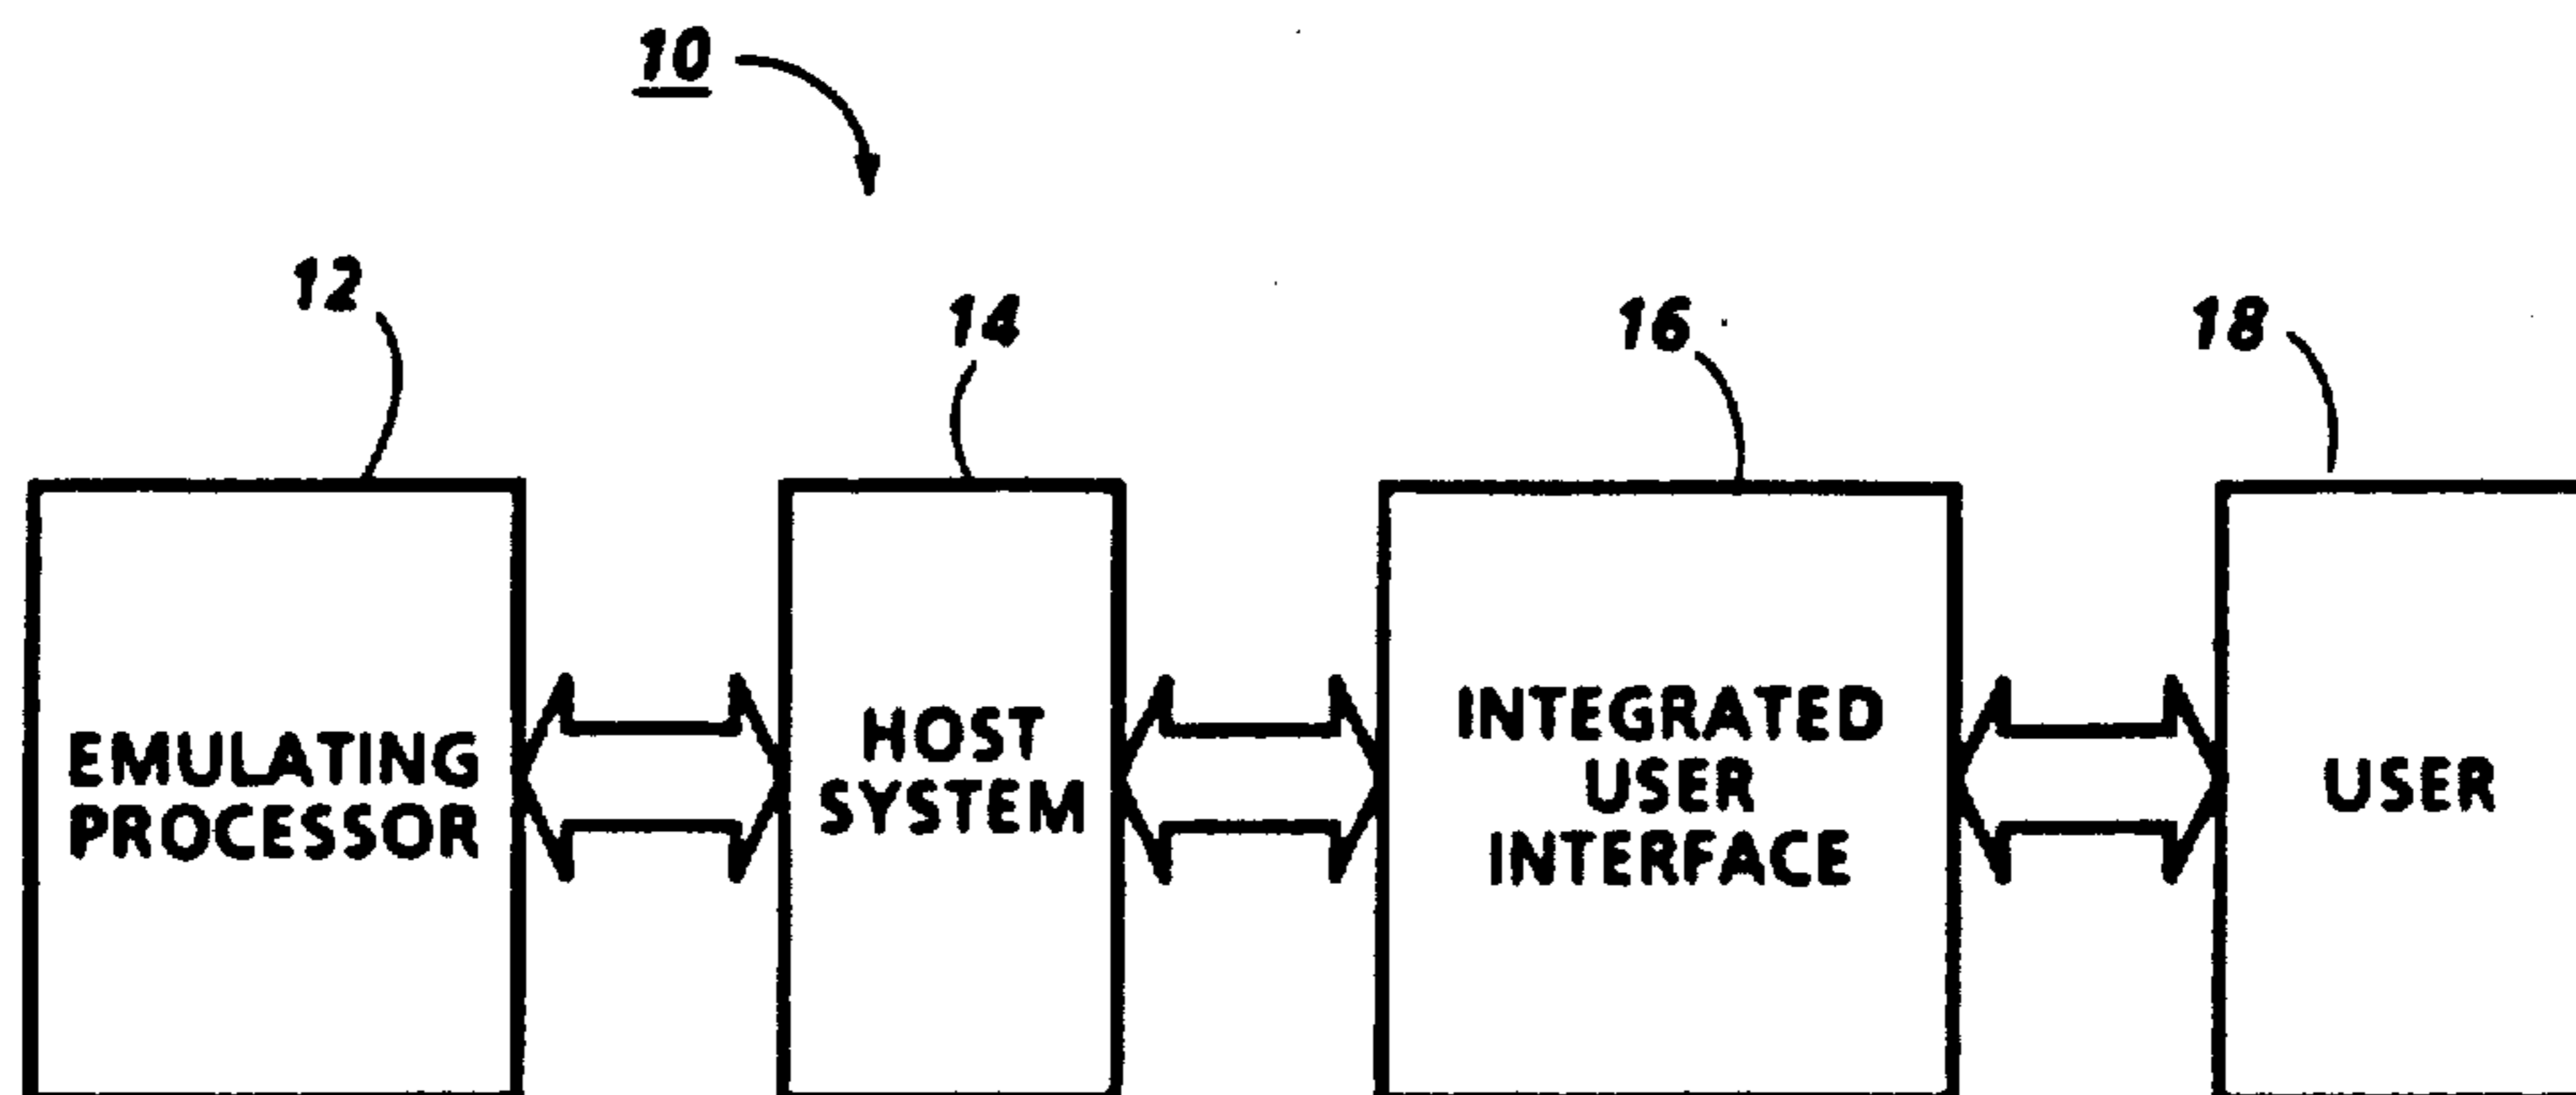 10
12
14
16
18
EMULATING
PROCESSOR
HOST
SYSTEM
INTEGRATED
USER
INTERFACE
USER